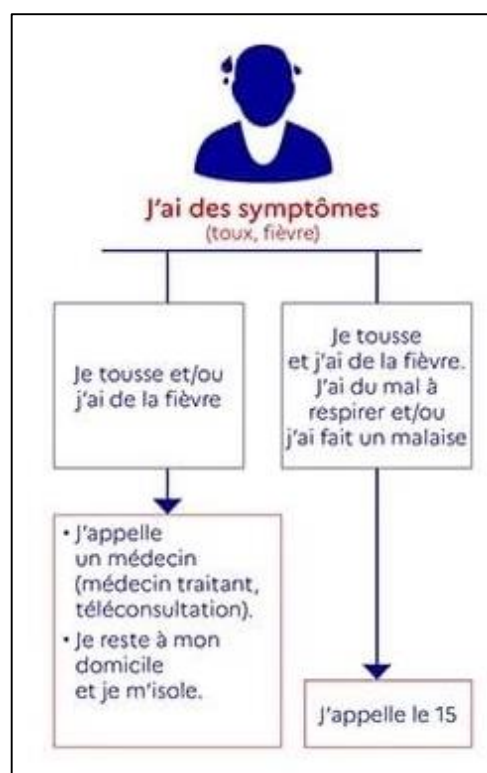 J'ai des symptômes
(toux, fièvre)
Je tousse et/ou
j'ai de la fièvre
Je tousse
et j'ai de la fièvre.
J'ai du mal à
respirer et/ou
j'ai fait un malaise
• J'appelle
un médecin
(médecin traitant,
téléconsultation).
• Je reste à mon
domicile
et je m'isole.
J'appelle le 15